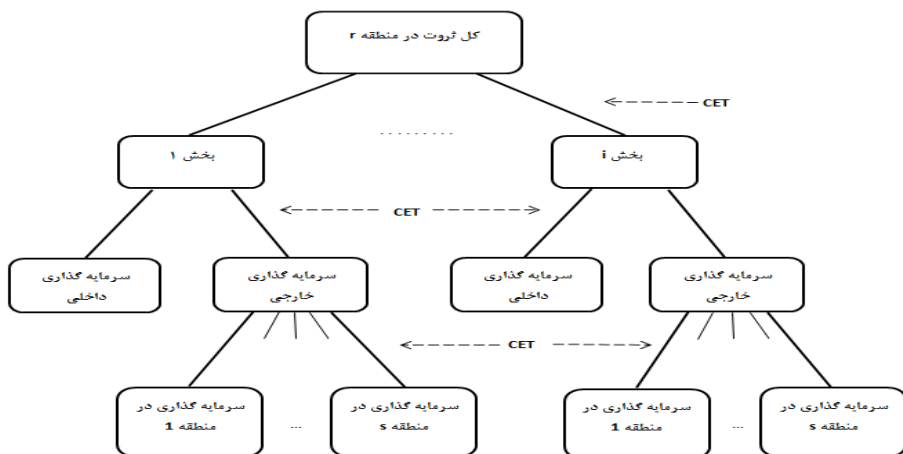 کل ثروت در منطقه r
CET
........
بخش ۱
بخش i
CET
سرمایه گذاری
داخلی
سرمایه گذاری
خارجی
سرمایه گذاری
داخلی
سرمایه گذاری
خارجی
CET
سرمایه گذاری در
منطقه 1
...
سرمایه گذاری در
منطقه s
سرمایه گذاری در
منطقه 1
...
سرمایه گذاری در
منطقه s